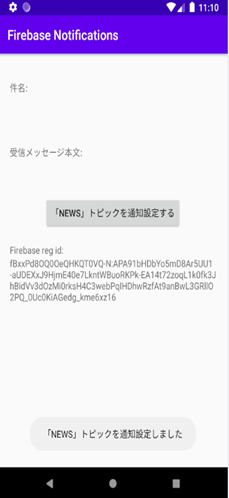 11:10
Firebase Notifications
件名:
受信メッセージ本文:
「NEWS」トピックを通知設定する
Firebase reg id:
fBxxPd8OQ0OeQHKQT0VQ-N:APA91bHDbYo5mD8Ar5UU1
-aUDEXxJ9HjmE40e7LkntWBuoRKPk-EA14t72zoqL1k0fk3J
hBidVv3dOzMi0rksH4C3webPqIHDhwRzfAt9anBwL3GRllO
2PQ_0Uc0KiAGedg_kme6xz16
「NEWS」トピックを通知設定しました